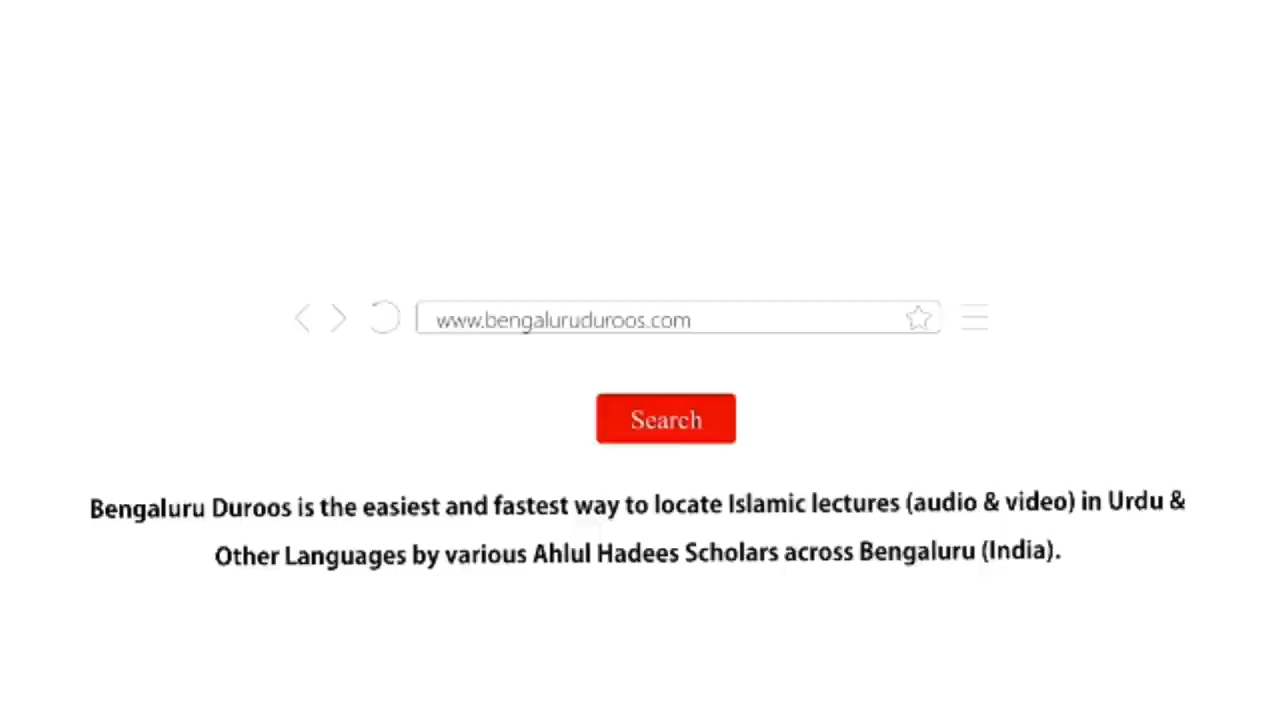 www.bengaluruduroos.com
Search
Bengaluru Duroos is the easiest and fastest way to locate Islamic lectures (audio & video) in Urdu &
Other Languages by various Ahlul Hadees Scholars across Bengaluru (India).